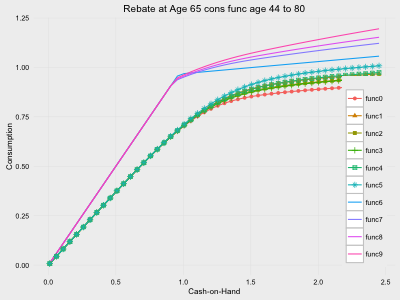 Rebate at Age 65 cons func age 44 to 80
1.25
1.00
0.75
0.50
0.25
0.00
Consumption
0.0
0.5
1.0
1.5
2.0
2.5
Cash-on-Hand
func0
func1
func2
func3
func4
func5
func6
func7
func8
func9